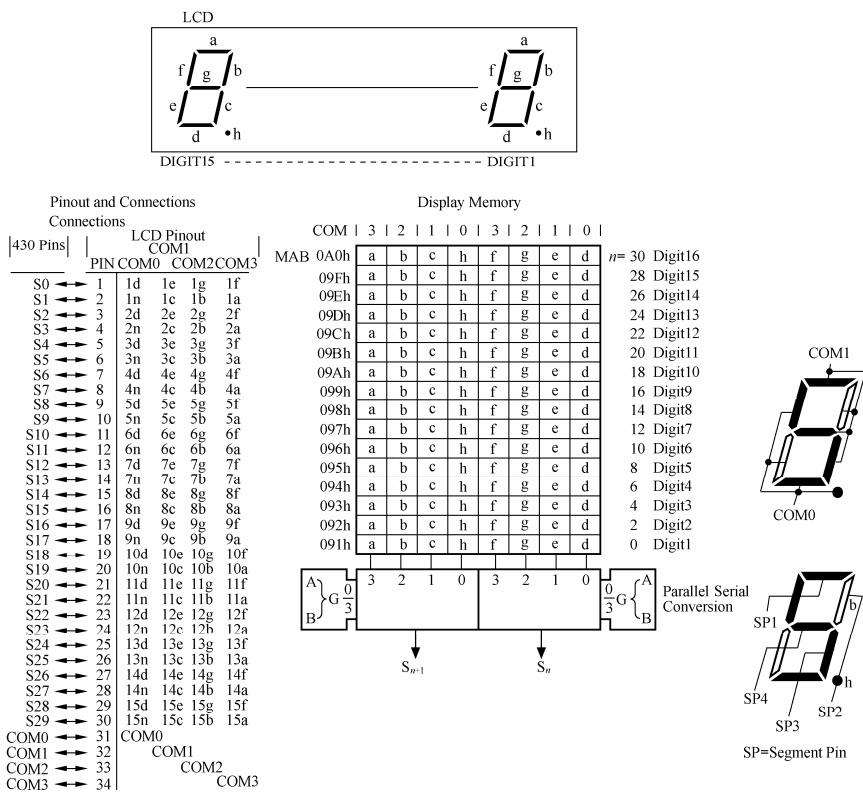 LCD
a
f g b
e c
d h
a
f g b
e c
d h
DIGIT15 DIGIT1
Pinout and Connections
Connections
430 Pins LCD Pinout
COM1
PIN COM0 COM2 COM3
S0 1 1d 1e 1g 1f
S1 2 1n 1c 1b 1a
S2 3 2d 2e 2g 2f
S3 4 2n 2c 2b 2a
S4 5 3d 3e 3g 3f
S5 6 3n 3c 3b 3a
S6 7 4d 4e 4g 4f
S7 8 4n 4c 4b 4a
S8 9 5d 5e 5g 5f
S9 10 5n 5c 5b 5a
S10 11 6d 6e 6g 6f
S11 12 6n 6c 6b 6a
S12 13 7d 7e 7g 7f
S13 14 7n 7c 7b 7a
S14 15 8d 8e 8g 8f
S15 16 8n 8c 8b 8a
S16 17 9d 9e 9g 9f
S17 18 9n 9c 9b 9a
S18 19 10d 10e 10g 10f
S19 20 10n 10c 10b 10a
S20 21 11d 11e 11g 11f
S21 22 11n 11c 11b 11a
S22 23 12d 12e 12g 12f
S23 24 12n 12c 12b 12a
S24 25 13d 13e 13g 13f
S25 26 13n 13c 13b 13a
S26 27 14d 14e 14g 14f
S27 28 14n 14c 14b 14a
S28 29 15d 15e 15g 15f
S29 30 15n 15c 15b 15a
COM0 31 COM0
COM1 32 COM1
COM2 33 COM2
COM3 34 COM3
Display Memory
COM 3 2 1 0 3 2 1 0
MAB 0A0h a b c h f g e d n= 30 Digit16
09Fh a b c h f g e d 28 Digit15
09Eh a b c h f g e d 26 Digit14
09Dh a b c h f g e d 24 Digit13
09Ch a b c h f g e d 22 Digit12
09Bh a b c h f g e d 20 Digit11
09Ah a b c h f g e d 18 Digit10
099h a b c h f g e d 16 Digit9
098h a b c h f g e d 14 Digit8
097h a b c h f g e d 12 Digit7
096h a b c h f g e d 10 Digit6
095h a b c h f g e d 8 Digit5
094h a b c h f g e d 6 Digit4
093h a b c h f g e d 4 Digit3
092h a b c h f g e d 2 Digit2
091h a b c h f g e d 0 Digit1
A B G 0/3 3 2 1 0 3 2 1 0 0/3 G A B
Parallel Serial
Conversion
Sn+1 Sn
COM1
COM0
SP1 b
h
SP4 SP2
SP3
SP=Segment Pin